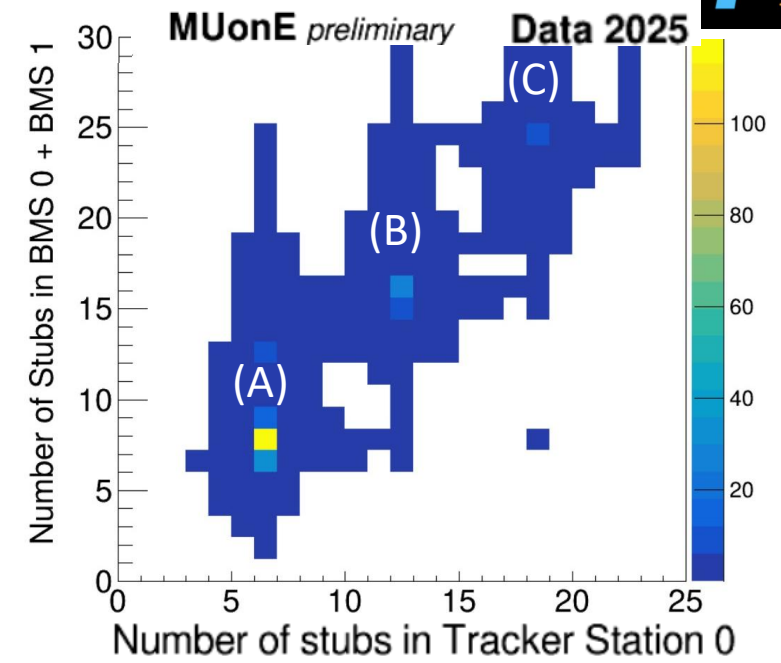 MUonE preliminary Data 2025
Number of Stubs in BMS 0 + BMS 1
30
25
20
15
10
5
0
(C)
(B)
(A)
100
80
60
40
20
0 5 10 15 20 25
Number of stubs in Tracker Station 0